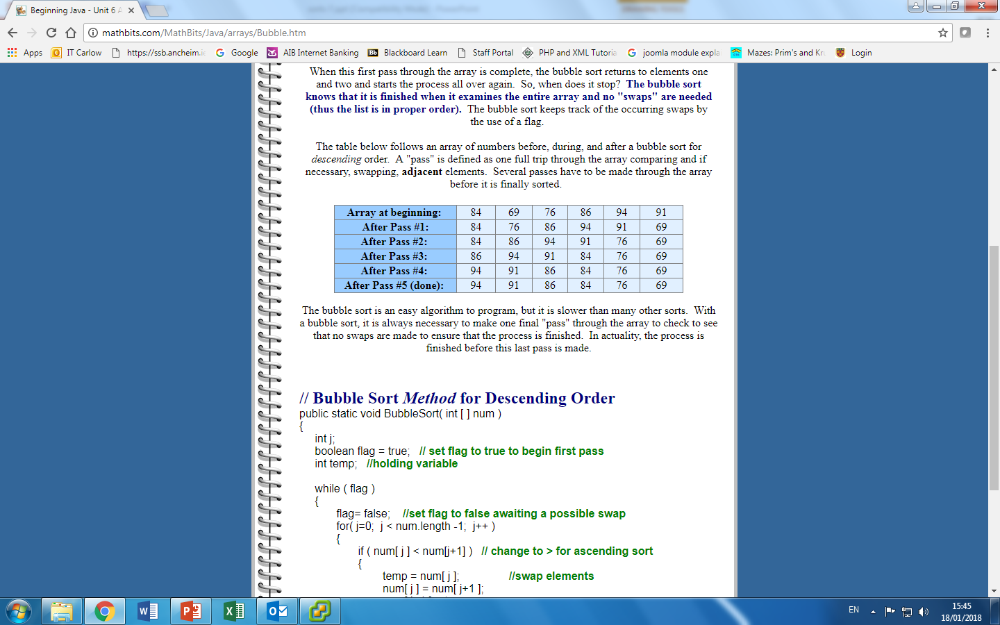 Beginning Java - Unit 6 A
mathbits.com/MathBits/Java/arrays/Bubble.htm
Apps IT Carlow https://ssb.ancheim.ie Google AIB Internet Banking Bb Blackboard Learn Staff Portal PHP and XML Tutoria joomla module expla Mazes: Prim's and Kru Login
When this first pass through the array is complete, the bubble sort returns to elements one
and two and starts the process all over again. So, when does it stop? The bubble sort
knows that it is finished when it examines the entire array and no "swaps" are needed
(thus the list is in proper order). The bubble sort keeps track of the occurring swaps by
the use of a flag.
The table below follows an array of numbers before, during, and after a bubble sort for
descending order. A "pass" is defined as one full trip through the array comparing and if
necessary, swapping, adjacent elements. Several passes have to be made through the array
before it is finally sorted.
Array at beginning: 84 69 76 86 94 91
After Pass #1: 84 76 86 94 91 69
After Pass #2: 84 86 94 91 76 69
After Pass #3: 86 94 91 84 76 69
After Pass #4: 94 91 86 84 76 69
After Pass #5 (done): 94 91 86 84 76 69
The bubble sort is an easy algorithm to program, but it is slower than many other sorts. With
a bubble sort, it is always necessary to make one final "pass" through the array to check to see
that no swaps are made to ensure that the process is finished. In actuality, the process is
finished before this last pass is made.
// Bubble Sort Method for Descending Order
public static void BubbleSort( int [ ] num )
{
int j;
boolean flag = true; // set flag to true to begin first pass
int temp; //holding variable
while ( flag )
{
flag= false; //set flag to false awaiting a possible swap
for( j=0; j < num.length -1; j++ )
{
if ( num[ j ] < num[j+1] ) // change to > for ascending sort
{
temp = num[ j ]; //swap elements
num[ j ] = num[ j+1 ];
EN 15:45
18/01/2018